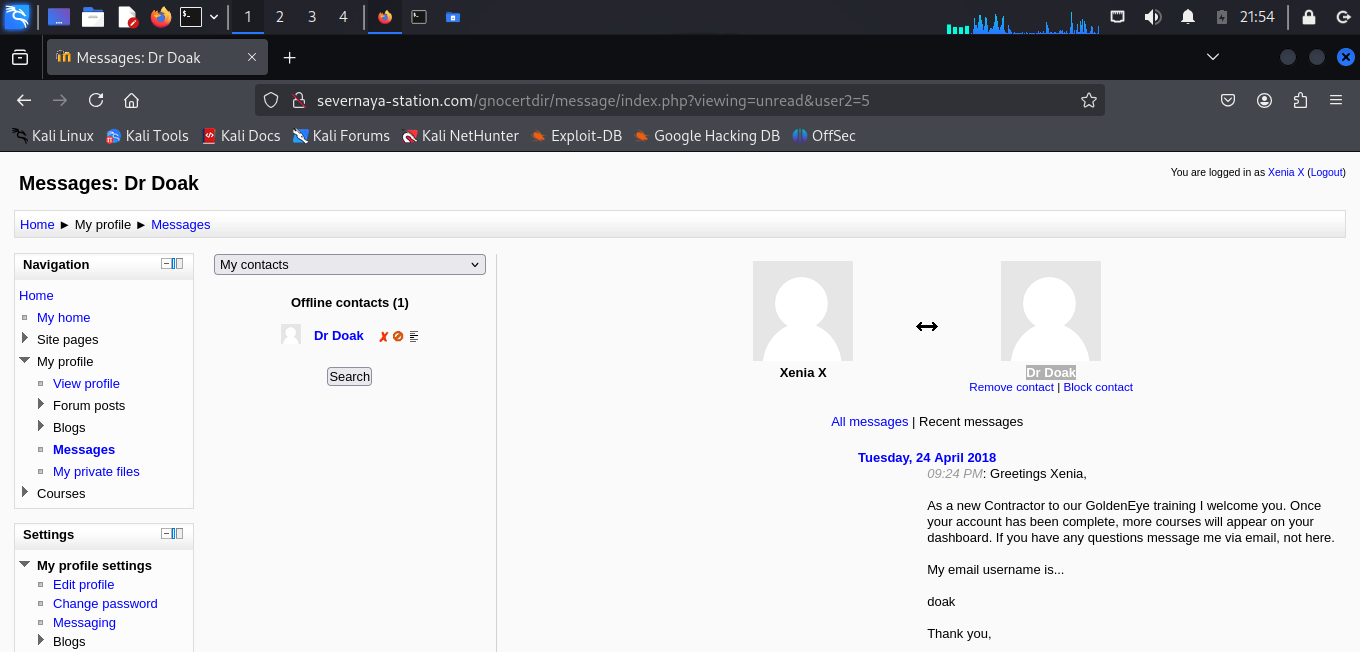 1 2 3 4 21:54
Messages: Dr Doak
severnaya-station.com/gnocertdir/message/index.php?viewing=unread&user2=5
Kali Linux Kali Tools Kali Docs Kali Forums Kali NetHunter Exploit-DB Google Hacking DB OffSec
Messages: Dr Doak
You are logged in as Xenia X (Logout)
Home ► My profile ► Messages
Navigation
Home
My home
Site pages
My profile
View profile
Forum posts
Blogs
Messages
My private files
Courses
Settings
My profile settings
Edit profile
Change password
Messaging
Blogs
My contacts
Offline contacts (1)
Dr Doak
Search
Xenia X
Dr Doak
Remove contact | Block contact
All messages | Recent messages
Tuesday, 24 April 2018
09:24 PM: Greetings Xenia,
As a new Contractor to our GoldenEye training I welcome you. Once
your account has been complete, more courses will appear on your
dashboard. If you have any questions message me via email, not here.
My email username is...
doak
Thank you,